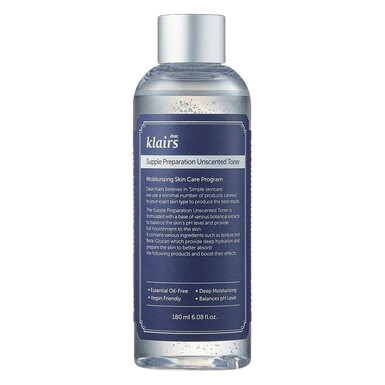 dear,
klairs
Supple Preparation Unscented Toner
Moisturizing Skin Care Program
Dear, Klairs believes in 'Simple skincare'
we use a minimal number of products catered
to your exact skin type to produce the best results
The Supple Preparation Unscented Toner is
formulated with a base of various botanical extracts
to balance the skin's pH level and provide
full nourishment to the skin.
It contains various ingredients such as lipidure and
Beta-Glucan which provide deep hydration and
prepare the skin to better absorb
the following products and boost their effects.
• Essential Oil-Free • Deep Moisturizing
• Vegan Friendly • Balances pH Level
180 ml 6.08 fl.oz.